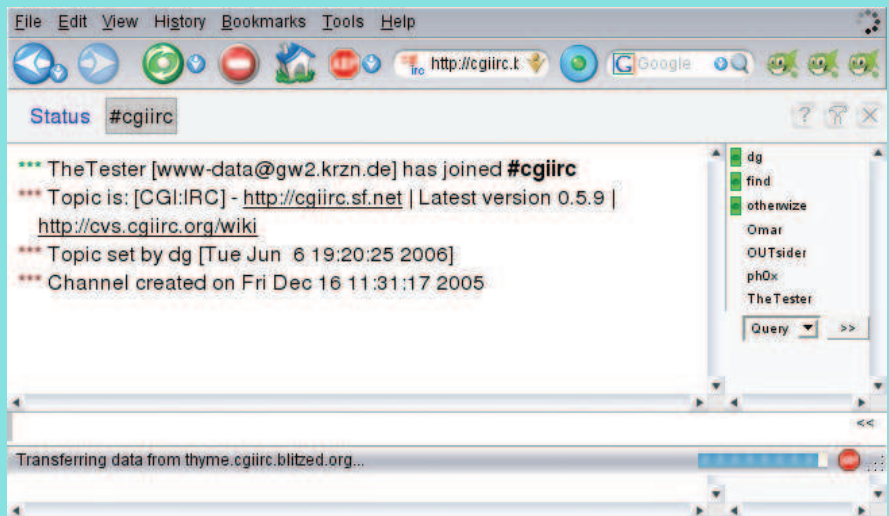 File Edit View History Bookmarks Tools Help
irc http://cgiirc.b G Google
Status #cgiirc ?
*** TheTester [www-data@gw2.krzn.de] has joined #cgiirc
*** Topic is: [CGI:IRC] - http://cgiirc.sf.net | Latest version 0.5.9 |
http://cvs.cgiirc.org/wiki
*** Topic set by dg [Tue Jun 6 19:20:25 2006]
*** Channel created on Fri Dec 16 11:31:17 2005
dg
find
otherwize
Omar
OUTsider
ph0x
TheTester
Query >>
<<
Transferring data from thyme.cgiirc.blitzed.org...